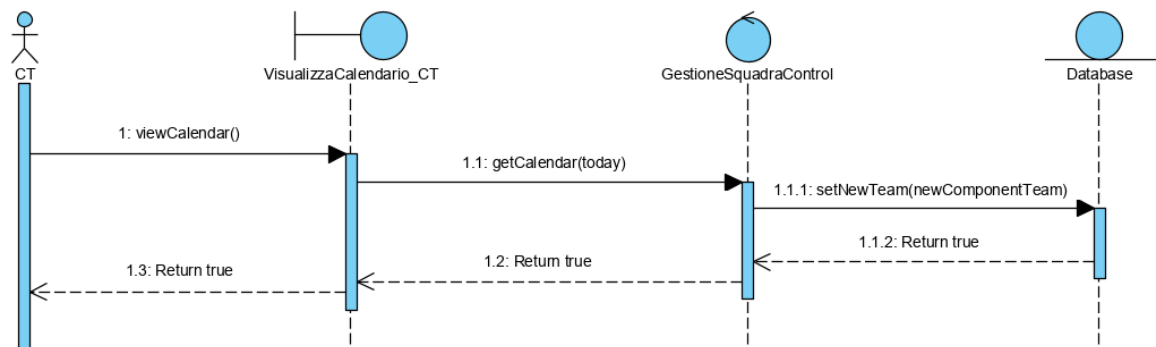 CT
VisualizzaCalendario_CT
GestioneSquadraControl
Database
1: viewCalendar()
1.1: getCalendar(today)
1.1.1: setNewTeam(newComponentTeam)
1.1.2: Return true
1.2: Return true
1.3: Return true